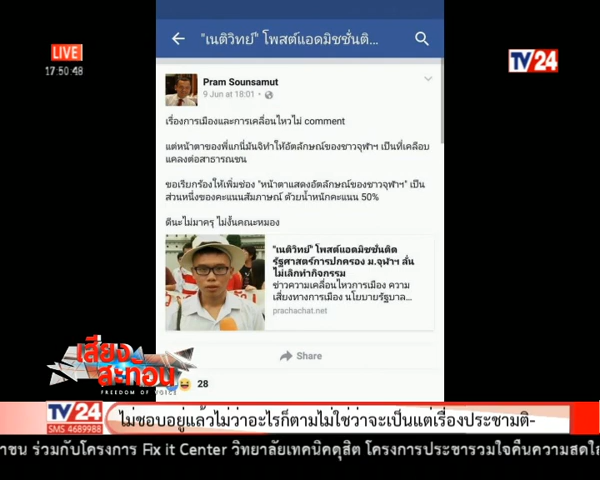 LIVE
17:50:48
"เนติวิทย์" โพสต์แอดมิชชั่นติ...
TV24
Pram Sounsamut
9 Jun at 18:01 ·
เรื่องการเมืองและการเคลื่อนไหวไม่ comment
แต่หน้าตาของพี่แกนี่มันจิทำให้อัตลักษณ์ของชาวจุฬาฯ เป็นที่เคลือบ
แคลงต่อสาธารณชน
ขอเรียกร้องให้เพิ่มช่อง "หน้าตาแสดงอัตลักษณ์ของชาวจุฬาฯ" เป็น
ส่วนหนึ่งของคะแนนสัมภาษณ์ ด้วยน้ำหนักคะแนน 50%
ดีนะไม่มาครุ ไม่งั้นคณะหมอง
"เนติวิทย์" โพสต์แอดมิชชั่นติด
รัฐศาสตร์การปกครอง ม.จุฬาฯ ลั่น
ไม่เลิกทำกิจกรรม
ข่าวความเคลื่อนไหวการเมือง ความ
เสี่ยงทางการเมือง นโยบายรัฐบาล...
prachachat.net
Share
28
เสียง
สะท้อน
FREEDOM OF VOICE
TV24
SMS 4689988
ไม่ชอบอยู่แล้วไม่ว่าอะไรก็ตามไม่ใช่ว่าจะเป็นแต่เรื่องประชามติ-
าชน ร่วมกับโครงการ Fix it Center วิทยาลัยเทคนิคดุสิต โครงการประชารวมใจคืนความสดใ